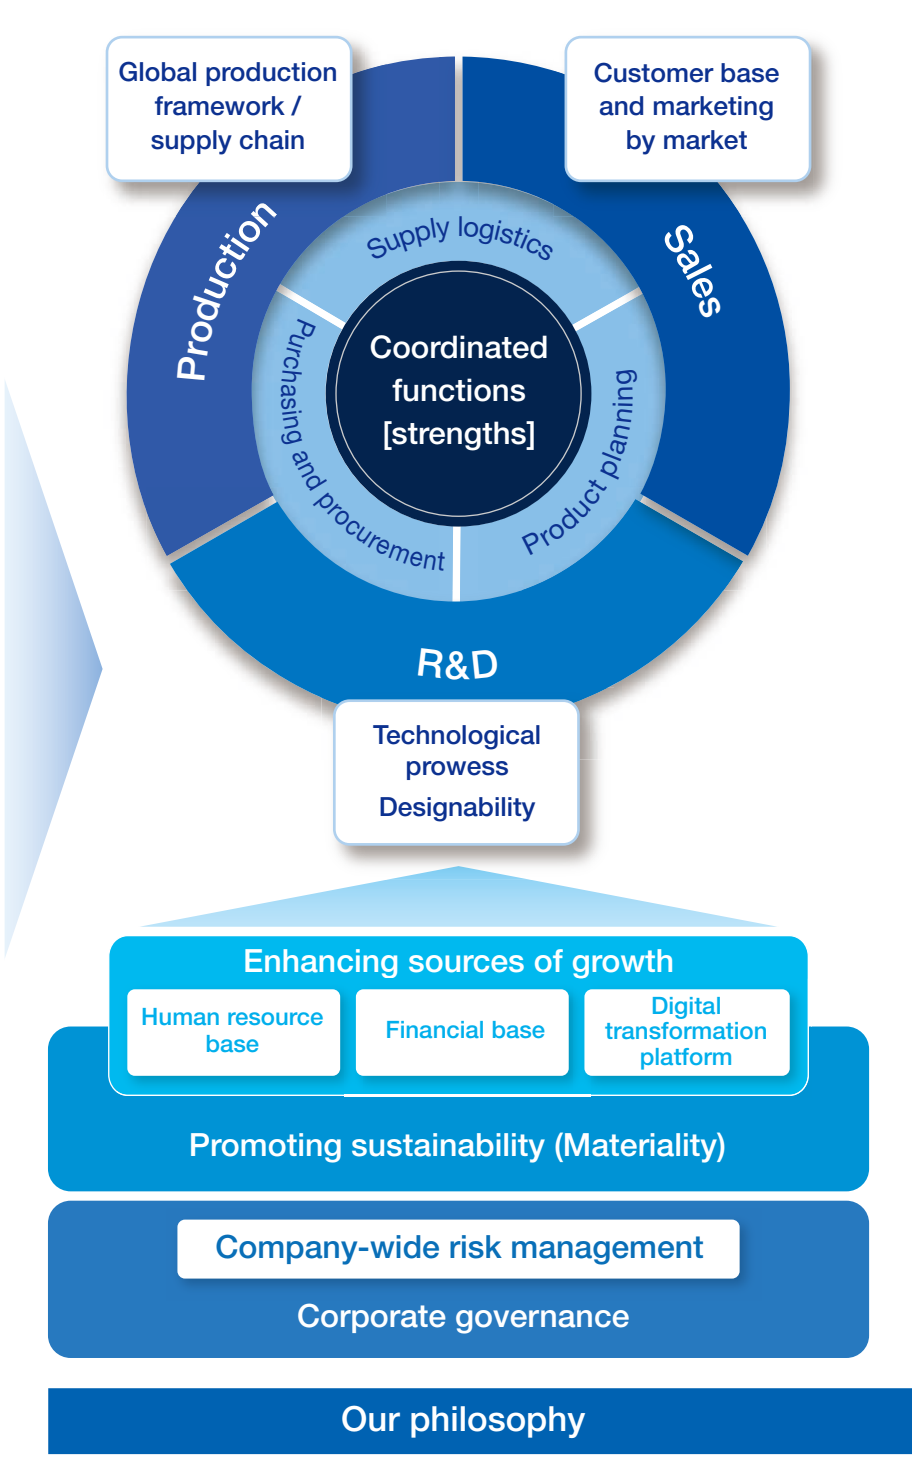 Global production
framework /
supply chain
Customer base
and marketing
by market
Production
Sales
Supply logistics
Purchasing and procurement
Product planning
Coordinated
functions
[strengths]
R&D
Technological
prowess
Designability
Enhancing sources of growth
Human resource
base
Financial base
Digital
transformation
platform
Promoting sustainability (Materiality)
Company-wide risk management
Corporate governance
Our philosophy